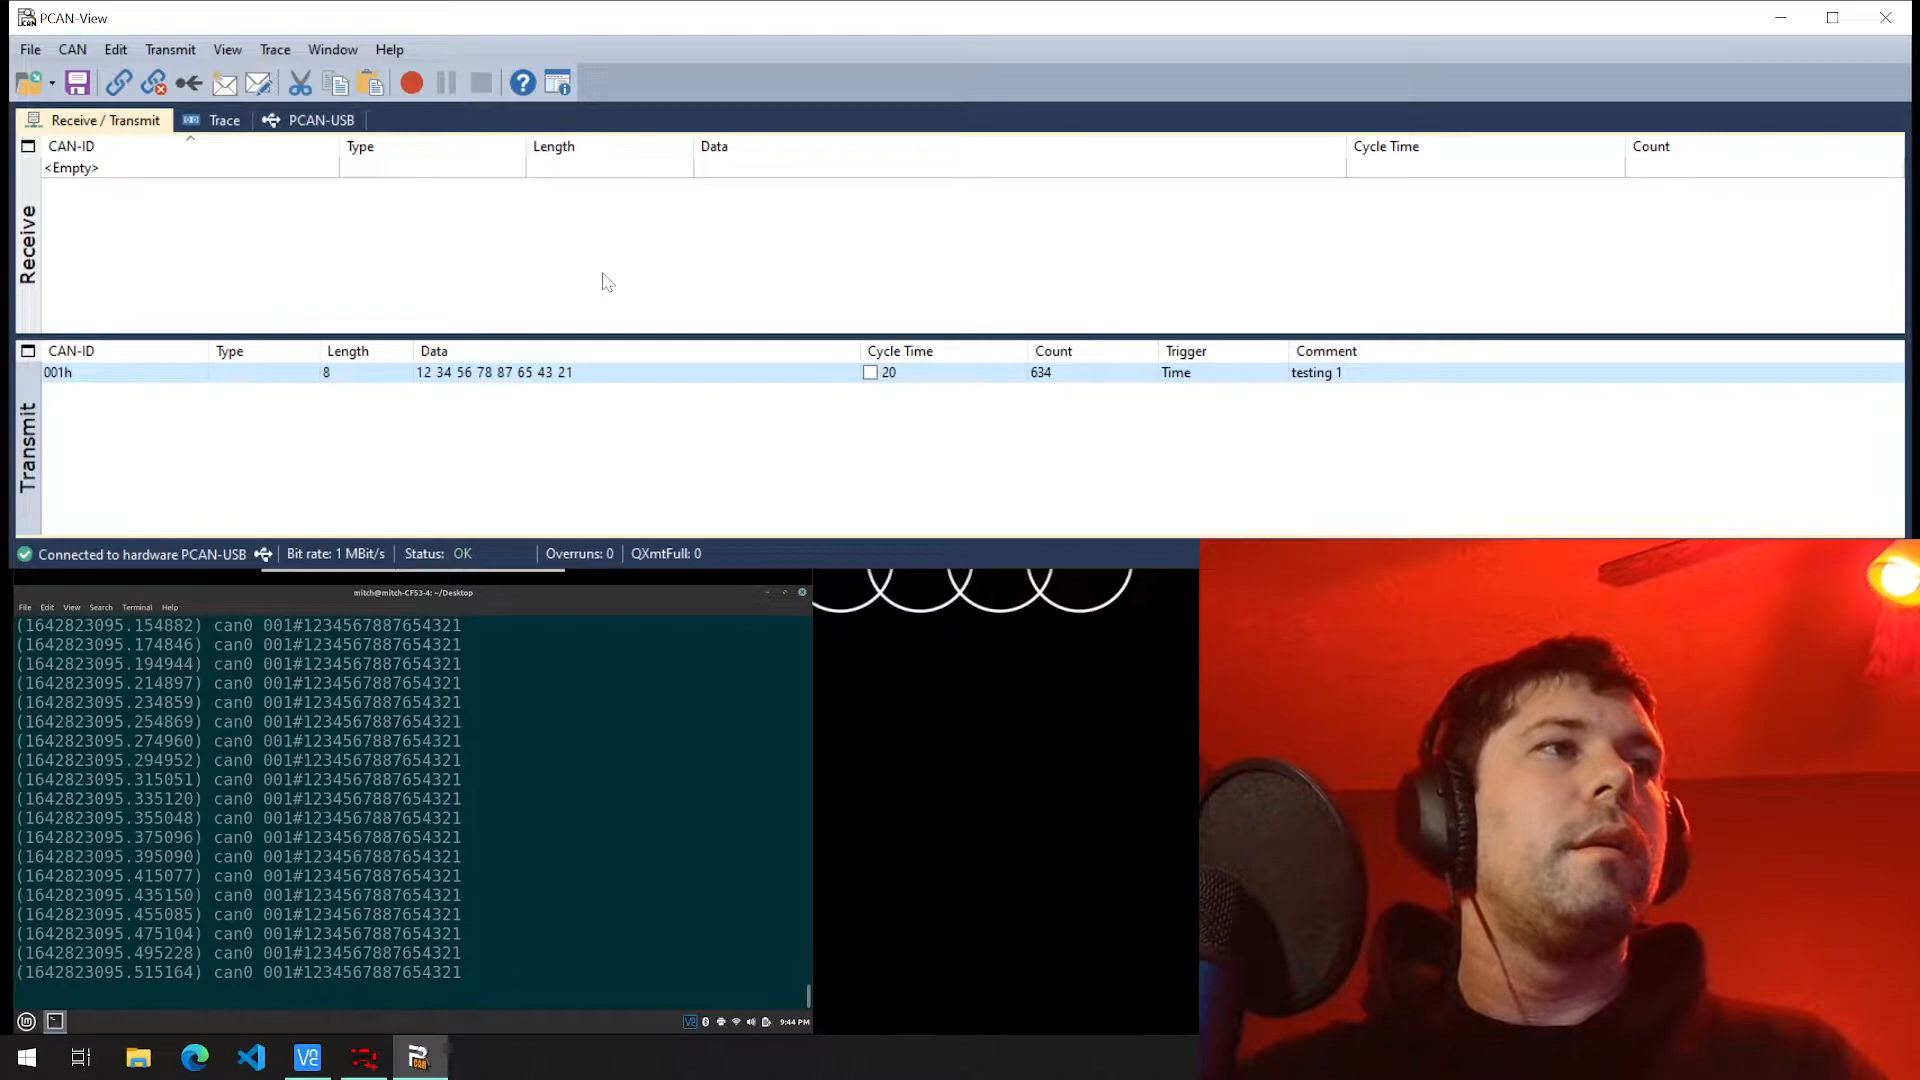 PCAN-View
File CAN Edit Transmit View Trace Window Help
Receive / Transmit Trace PCAN-USB
CAN-ID Type Length Data Cycle Time Count
<Empty>
Receive
CAN-ID Type Length Data Cycle Time Count Trigger Comment
001h 8 12 34 56 78 87 65 43 21 20 634 Time testing 1
Transmit
Connected to hardware PCAN-USB Bit rate: 1 MBit/s Status: OK Overruns: 0 QXmtFull: 0
mitch@mitch-CF53-4: ~/Desktop
File Edit View Search Terminal Help
(1642823095.154882) can0 001#1234567887654321
(1642823095.174846) can0 001#1234567887654321
(1642823095.194944) can0 001#1234567887654321
(1642823095.214897) can0 001#1234567887654321
(1642823095.234859) can0 001#1234567887654321
(1642823095.254869) can0 001#1234567887654321
(1642823095.274960) can0 001#1234567887654321
(1642823095.294952) can0 001#1234567887654321
(1642823095.315051) can0 001#1234567887654321
(1642823095.335120) can0 001#1234567887654321
(1642823095.355048) can0 001#1234567887654321
(1642823095.375096) can0 001#1234567887654321
(1642823095.395090) can0 001#1234567887654321
(1642823095.415077) can0 001#1234567887654321
(1642823095.435150) can0 001#1234567887654321
(1642823095.455085) can0 001#1234567887654321
(1642823095.475104) can0 001#1234567887654321
(1642823095.495228) can0 001#1234567887654321
(1642823095.515164) can0 001#1234567887654321
9:44 PM